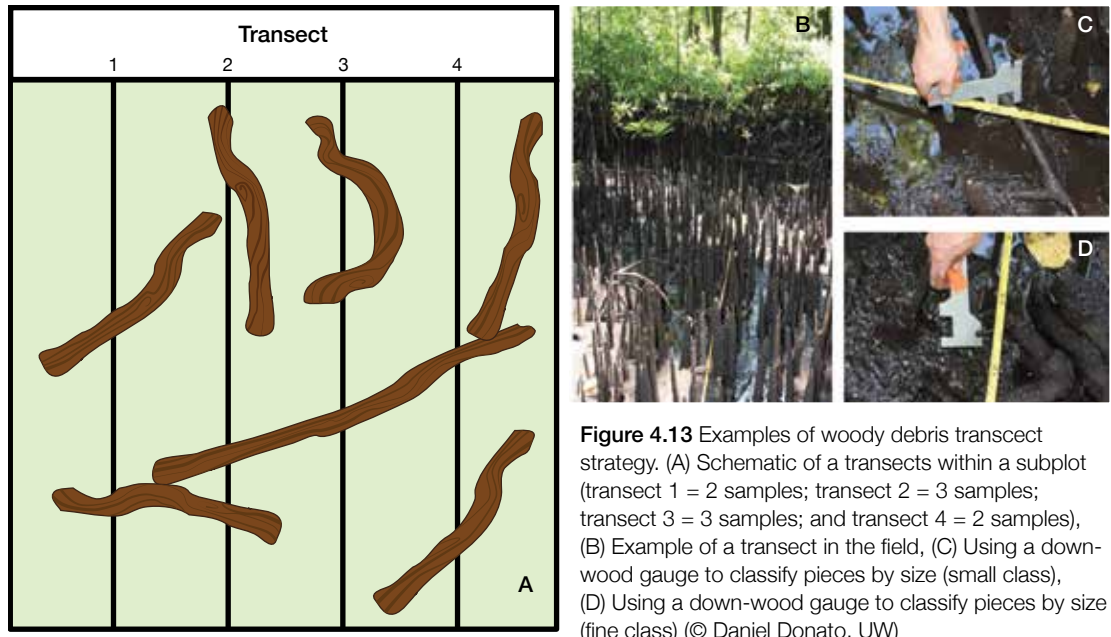 Transect
1 2 3 4
A
B
C
D
Figure 4.13 Examples of woody debris transcect
strategy. (A) Schematic of a transects within a subplot
(transect 1 = 2 samples; transect 2 = 3 samples;
transect 3 = 3 samples; and transect 4 = 2 samples),
(B) Example of a transect in the field, (C) Using a down-
wood gauge to classify pieces by size (small class),
(D) Using a down-wood gauge to classify pieces by size
(fine class) (© Daniel Donato, UW)